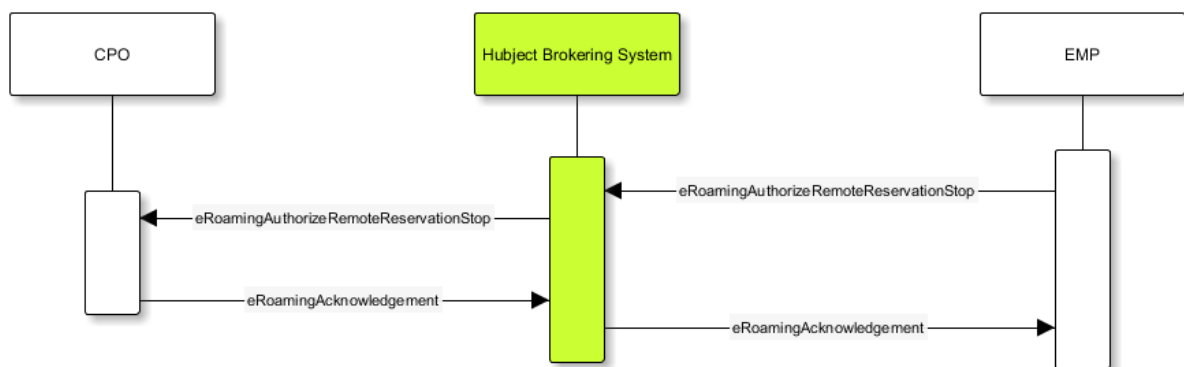 CPO
Hubject Brokering System
EMP
eRoamingAuthorizeRemoteReservationStop
eRoamingAuthorizeRemoteReservationStop
eRoamingAcknowledgement
eRoamingAcknowledgement